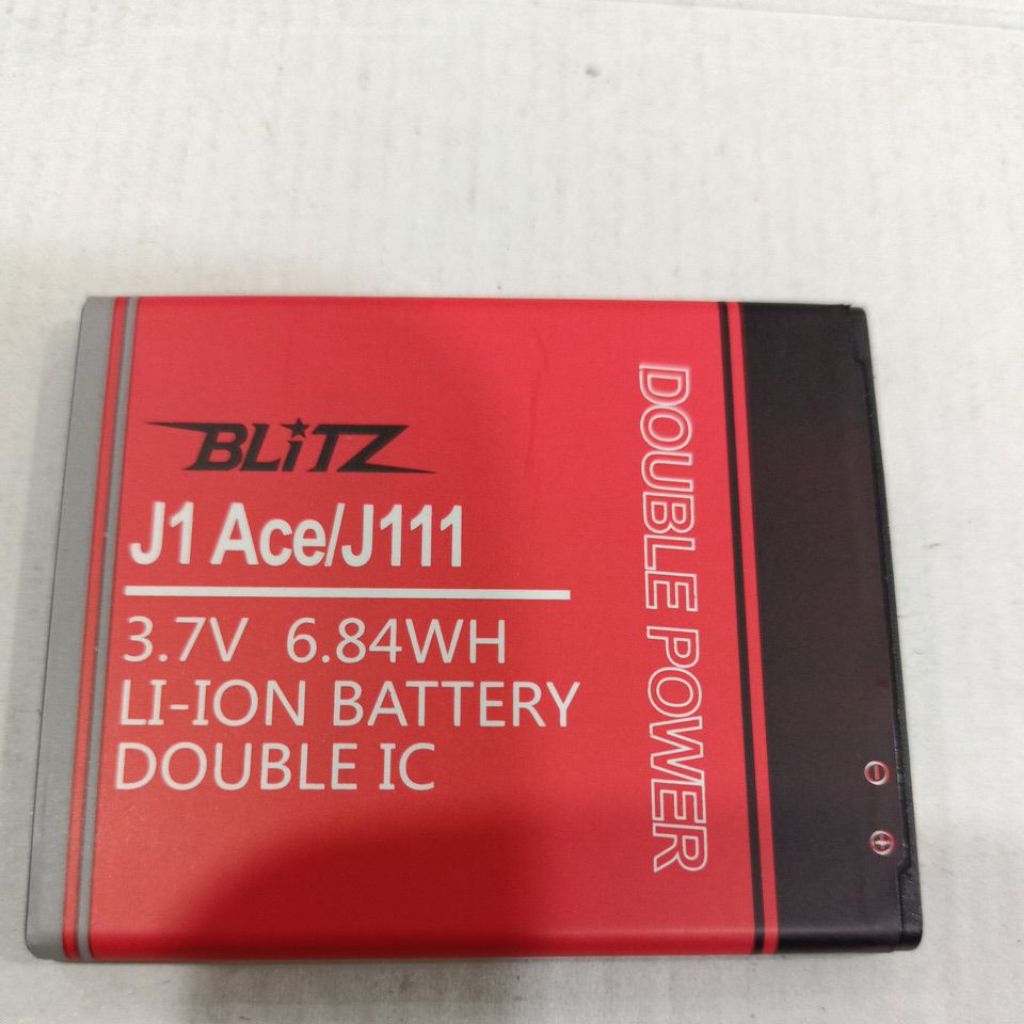 BLiTZ
J1 Ace/J111
3.7V 6.84WH
LI-ION BATTERY
DOUBLE IC
DOUBLE POWER